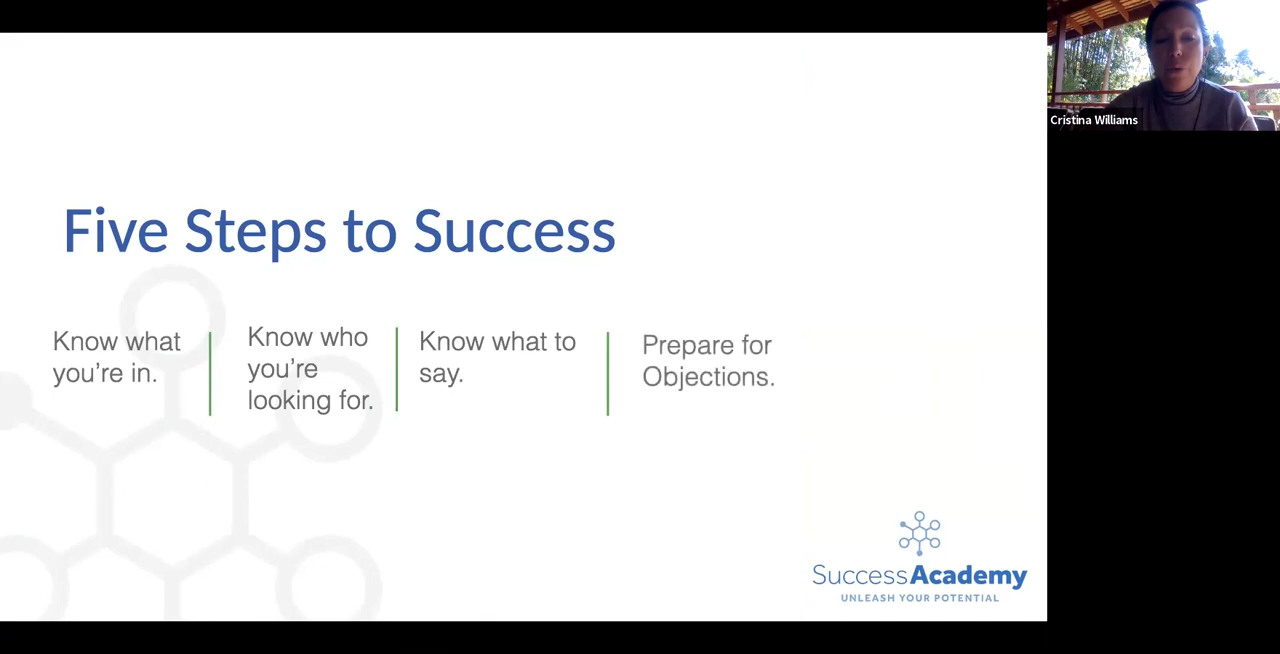 Cristina Williams
Five Steps to Success
Know what
you're in.
Know who
you're
looking for.
Know what to
say.
Prepare for
Objections.
SuccessAcademy
UNLEASH YOUR POTENTIAL